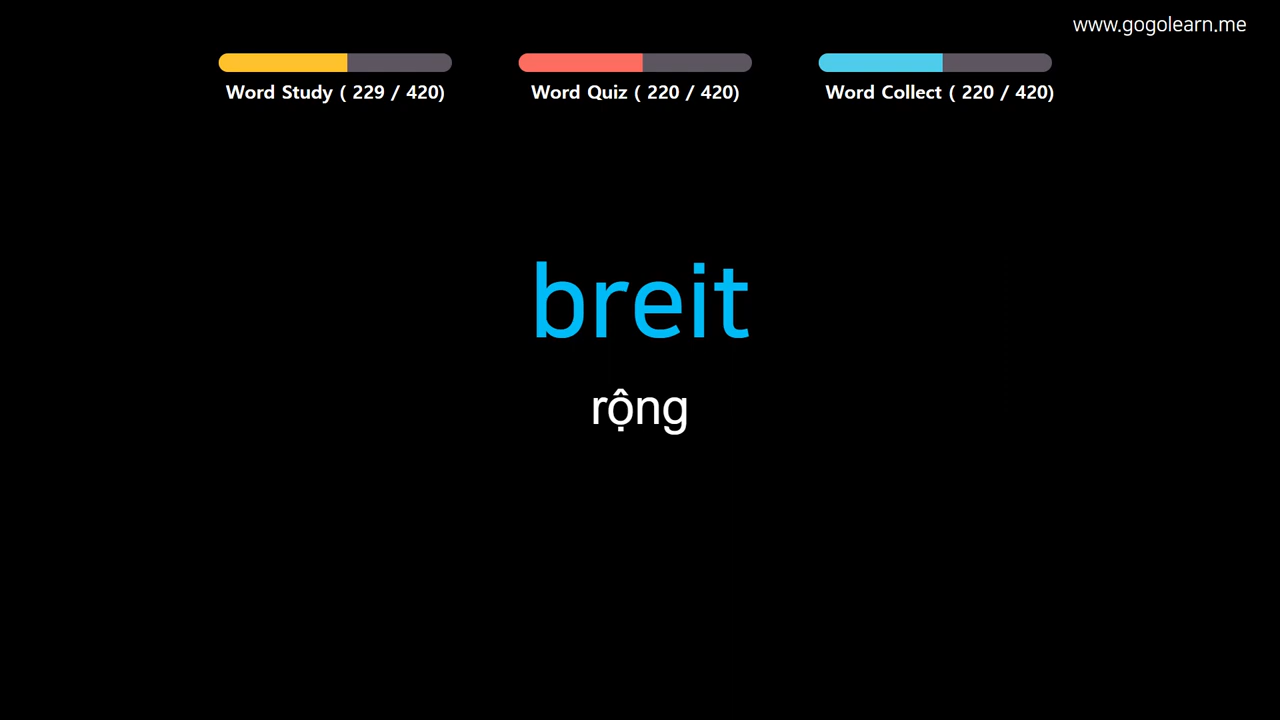 www.gogolearn.me
Word Study ( 229 / 420)
Word Quiz ( 220 / 420)
Word Collect ( 220 / 420)
breit
rộng